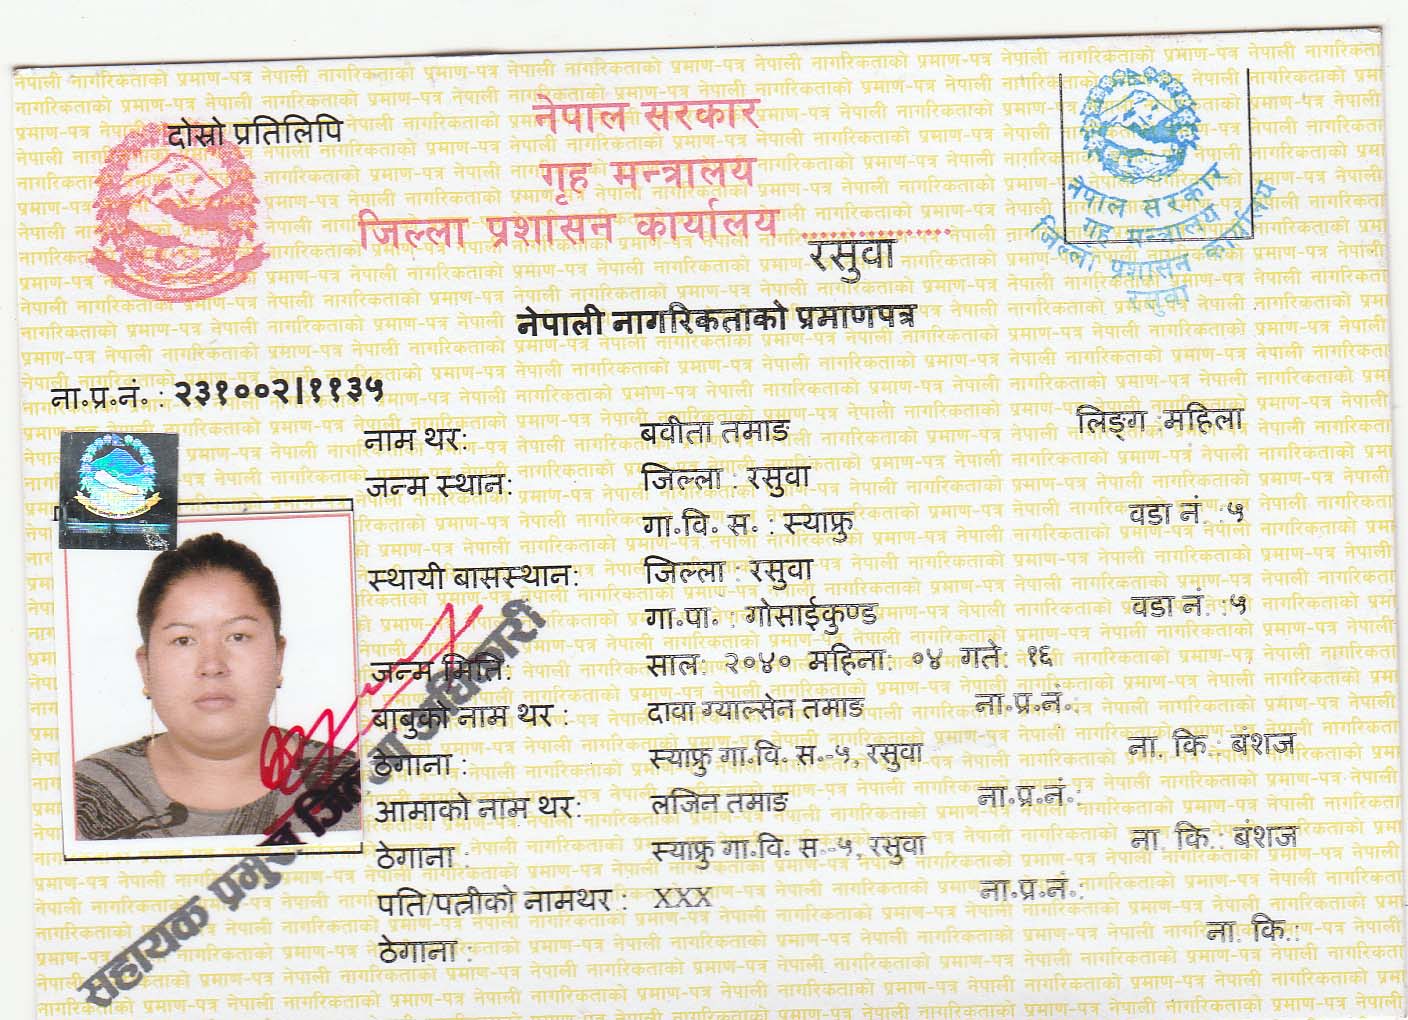 दोस्रो प्रतिलिपि
नेपाल सरकार
गृह मन्त्रालय
जिल्ला प्रशासन कार्यालय ..............
रसुवा
नेपाल सरकार
गृह मन्त्रालय
जिल्ला प्रशासन कार्यालय
रसुवा
नेपाली नागरिकताको प्रमाणपत्र
ना.प्र.नं. : २३१००२|११३५
नाम थर: बवीता तमाङ लिङ्ग :महिला
जन्म स्थान: जिल्ला : रसुवा
गा.वि. स. : स्याफ्रु वडा नं. :५
स्थायी बासस्थान: जिल्ला : रसुवा
गा.पा. : गोसाईकुण्ड वडा नं. :५
जन्म मिति: साल: २०४० महिना: ०४ गते: १६
बाबुको नाम थर : दावा ग्याल्सेन तमाङ ना.प्र.नं.:
ठेगाना : स्याफ्रु गा.वि. स.-५, रसुवा ना. कि.: बंशज
आमाको नाम थर: लजिन तमाङ ना.प्र.नं.:
ठेगाना : स्याफ्रु गा.वि. स.-५, रसुवा ना. कि.: बंशज
पति/पत्नीको नामथर : XXX ना.प्र.नं.:
ठेगाना : ना. कि.:
सहायक प्रमुख जिल्ला अधिकारी